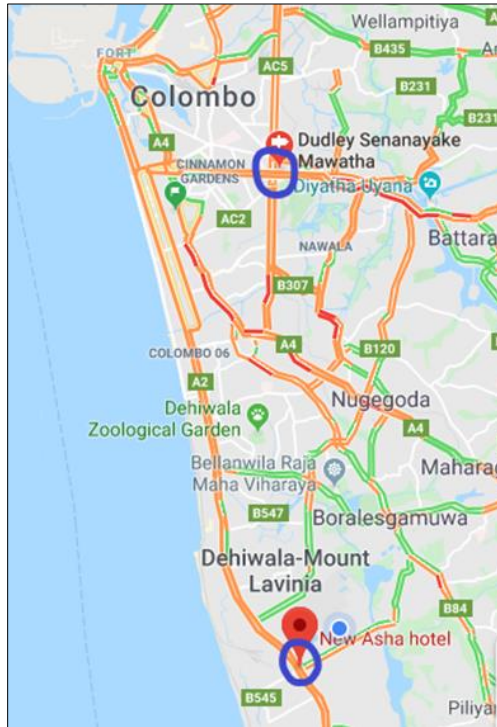 Wellampitiya
FORT
B435
AC5
Colombo
B231
A4
Dudley Senanayake
Mawatha
B231
CINNAMON
GARDENS
Diyatha Uyana
AC2
Battara
NAWALA
B307
A4
COLOMBO 06
B120
A2
Dehiwala
Zoological Garden
Nugegoda
A4
Bellanwila Raja
Maha Viharaya
Maharag
B547
Boralesgamuwa
Dehiwala-Mount
Lavinia
B84
New Asha hotel
B545
Piliya